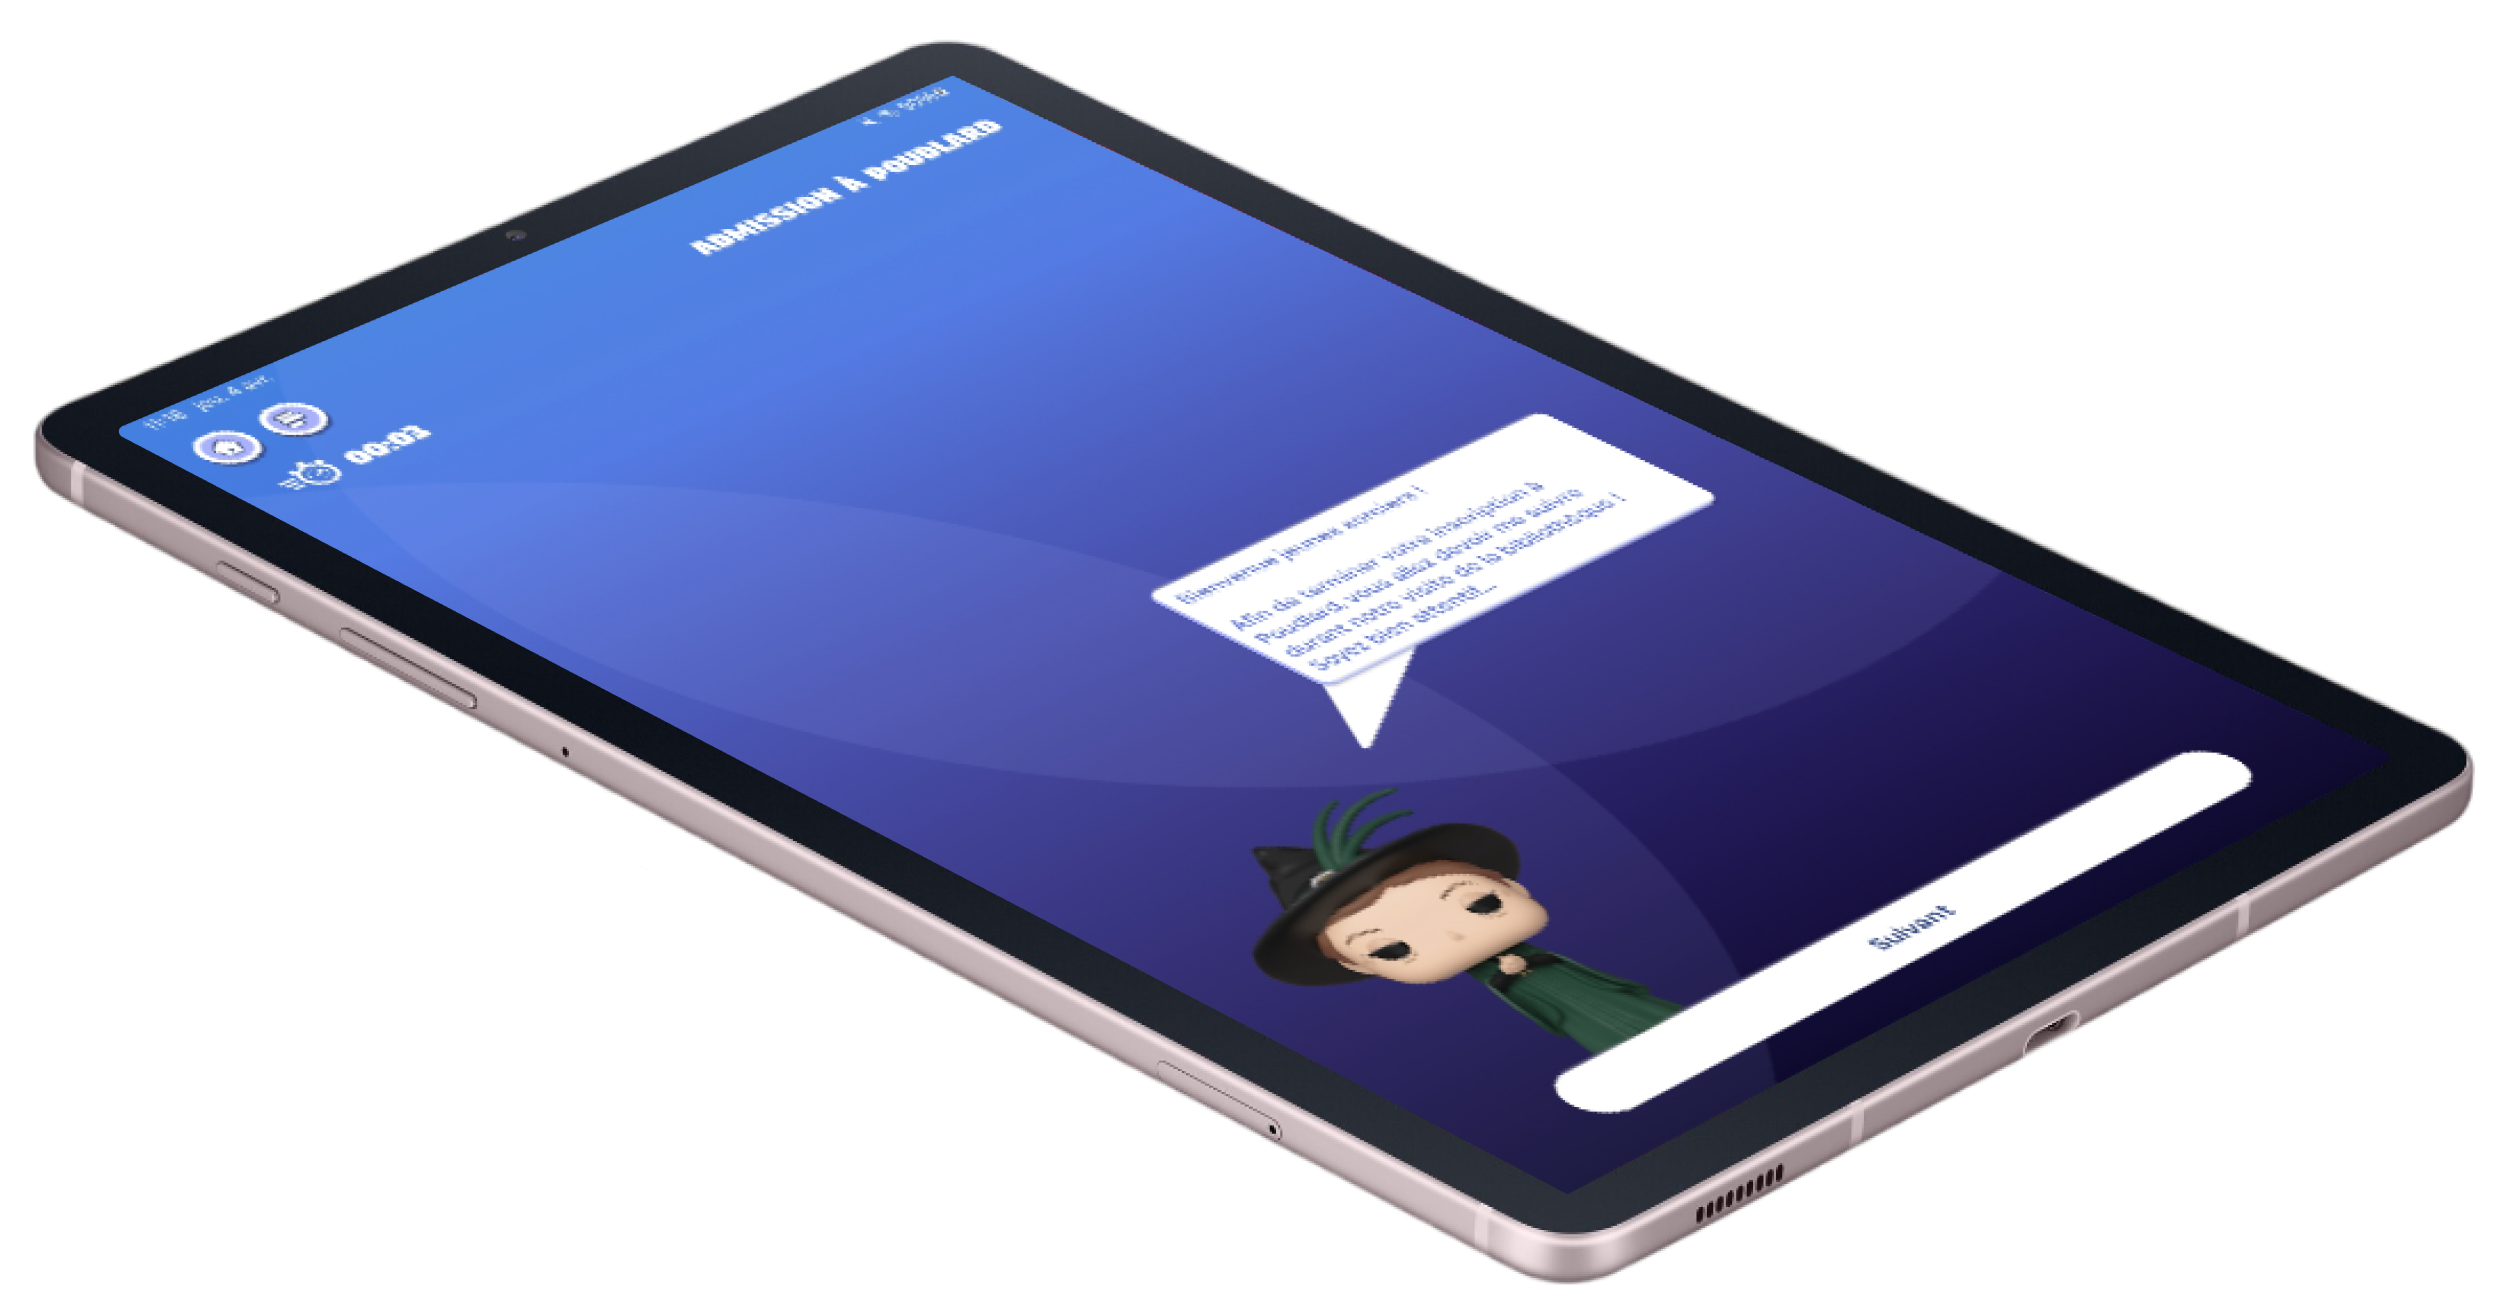 11:18 jeu. 4 avr.
00:03
ADMISSION À POUDLARD
Bienvenue jeunes sorciers !
Afin de terminer votre inscription à
Poudlard, vous allez devoir me suivre
durant notre visite de la bibliothèque !
Soyez bien attentif...
Suivant